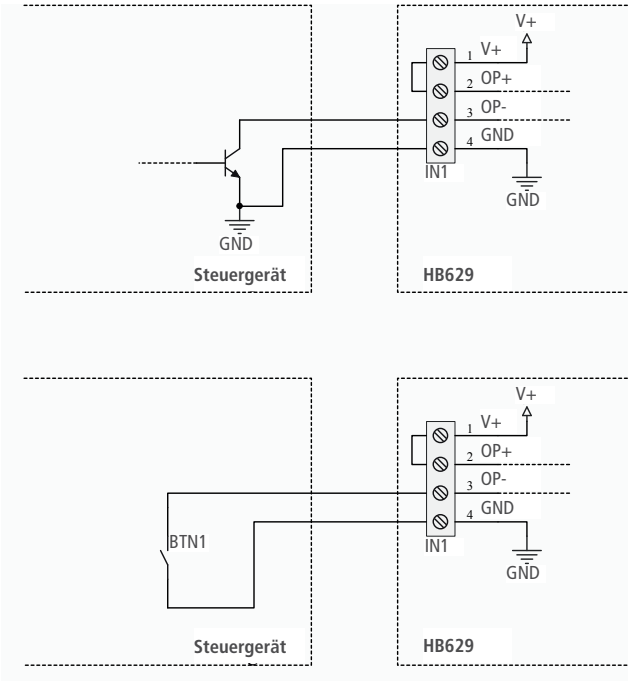 V+
1 V+
2 OP+
3 OP-
4 GND
IN1
GND
GND
Steuergerät
HB629
V+
1 V+
2 OP+
3 OP-
4 GND
BTN1
IN1
GND
Steuergerät
HB629